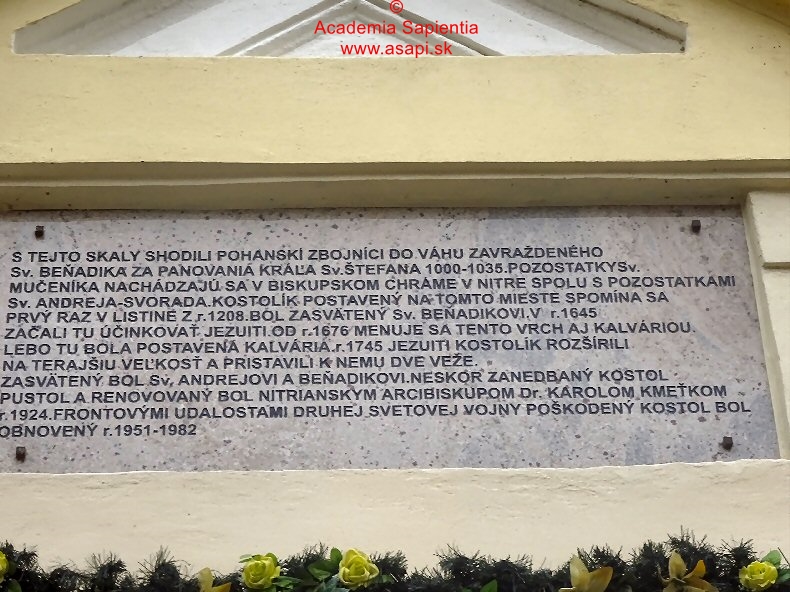 ©
Academia Sapientia
www.asapi.sk
S TEJTO SKALY SHODILI POHANSKÍ ZBOJNÍCI DO VÁHU ZAVRAŽDENÉHO
Sv. BEŇADIKA ZA PANOVANIA KRÁĽA Sv.ŠTEFANA 1000-1035.POZOSTATKYSv.
MUČENÍKA NACHÁDZAJÚ SA V BISKUPSKOM CHRÁME V NITRE SPOLU S POZOSTATKAMI
Sv. ANDREJA-SVORADA.KOSTOLÍK POSTAVENÝ NA TOMTO MIESTE SPOMÍNA SA
PRVÝ RAZ V LISTINE Z.r.1208.BOL ZASVÄTENÝ Sv. BEŇADIKOVI.V r.1645
ZAČALI TU ÚČINKOVAŤ JEZUITI OD r.1676 MENUJE SA TENTO VRCH AJ KALVÁRIOU.
LEBO TU BOLA POSTAVENA KALVÁRIA.r.1745 JEZUITI KOSTOLÍK ROZŠÍRILI
NA TERAJŠIU VEĽKOSŤ A PRISTAVILI K NEMU DVE VEŽE.
ZASVÄTENÝ BOL Sv. ANDREJOVI A BEŇADIKOVI.NESKÔR ZANEDBANÝ KOSTOL
PUSTOL A RENOVOVANÝ BOL NITRIANSKYM ARCIBISKUPOM Dr. KAROLOM KMEŤKOM
r.1924.FRONTOVÝMI UDALOSTAMI DRUHEJ SVETOVEJ VOJNY POŠKODENÝ KOSTOL BOL
OBNOVENÝ r.1951-1982